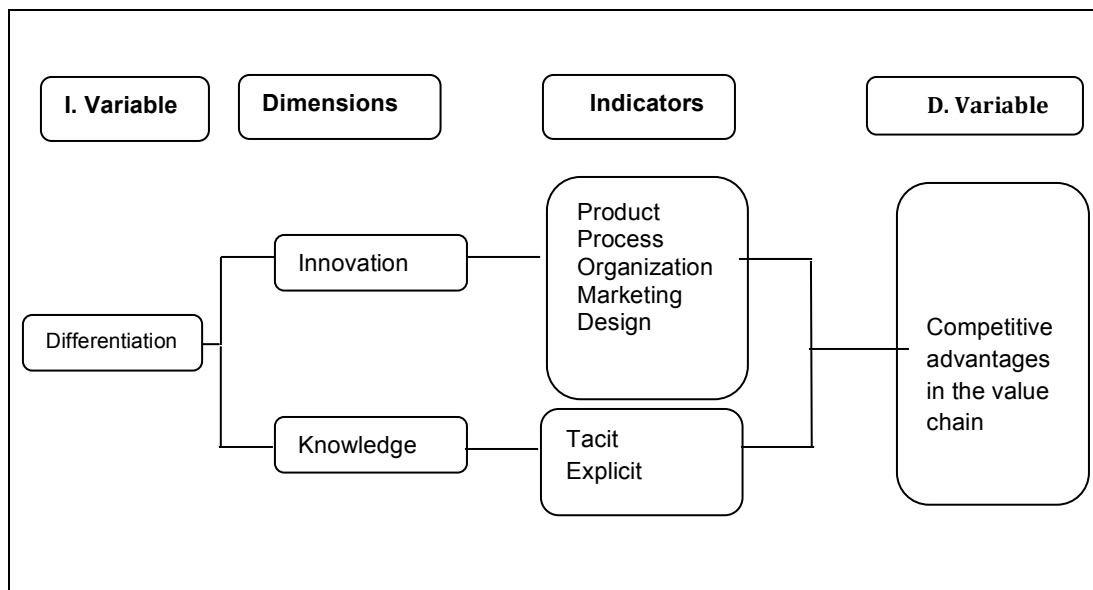 I. Variable
Dimensions
Indicators
D. Variable
Differentiation
Innovation
Knowledge
Product
Process
Organization
Marketing
Design
Tacit
Explicit
Competitive
advantages
in the value
chain